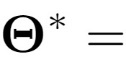 Θ* =